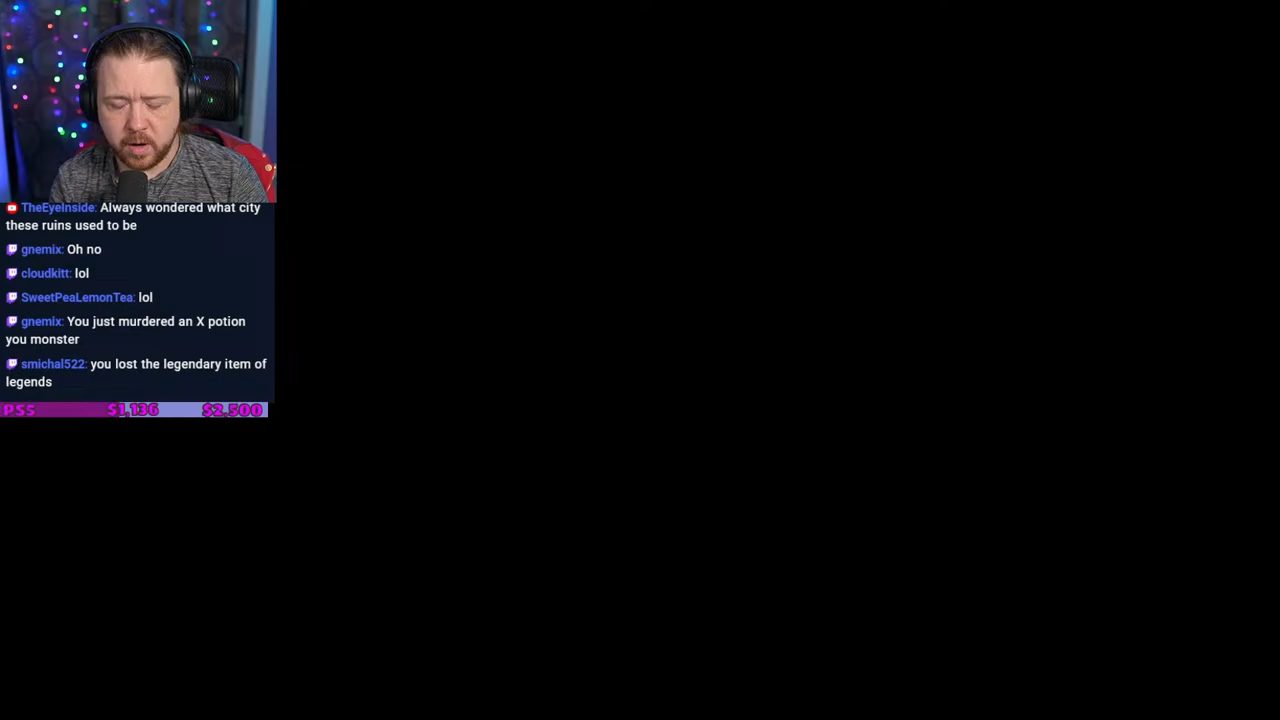 TheEyeInside: Always wondered what city
these ruins used to be
gnemix: Oh no
cloudkitt: lol
SweetPeaLemonTea: lol
gnemix: You just murdered an X potion
you monster
smichal522: you lost the legendary item of
legends
PS5 $1,136 $2,500